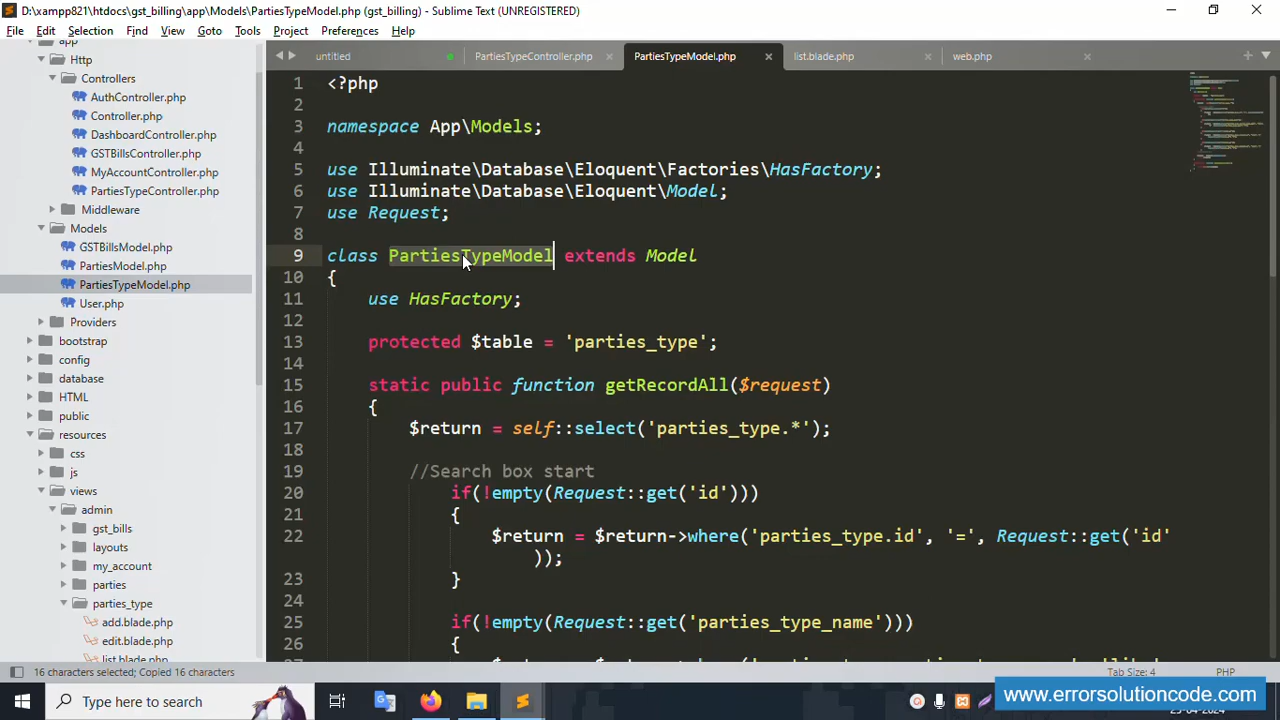 D:\xampp821\htdocs\gst_billing\app\Models\PartiesTypeModel.php (gst_billing) - Sublime Text (UNREGISTERED)
File Edit Selection Find View Goto Tools Project Preferences Help
untitled PartiesTypeController.php PartiesTypeModel.php list.blade.php web.php
app
Http
Controllers
AuthController.php
Controller.php
DashboardController.php
GSTBillsController.php
MyAccountController.php
PartiesTypeController.php
Middleware
Models
GSTBillsModel.php
PartiesModel.php
PartiesTypeModel.php
User.php
Providers
bootstrap
config
database
HTML
public
resources
css
js
views
admin
gst_bills
layouts
my_account
parties
parties_type
add.blade.php
edit.blade.php
list.blade.php
1 <?php
2
3 namespace App\Models;
4
5 use Illuminate\Database\Eloquent\Factories\HasFactory;
6 use Illuminate\Database\Eloquent\Model;
7 use Request;
8
9 class PartiesTypeModel extends Model
10 {
11 use HasFactory;
12
13 protected $table = 'parties_type';
14
15 static public function getRecordAll($request)
16 {
17 $return = self::select('parties_type.*');
18
19 //Search box start
20 if(!empty(Request::get('id')))
21 {
22 $return = $return->where('parties_type.id', '=', Request::get('id'
));
23 }
24
25 if(!empty(Request::get('parties_type_name')))
26 {
16 characters selected; Copied 16 characters Tab Size: 4 PHP
Type here to search
www.errorsolutioncode.com